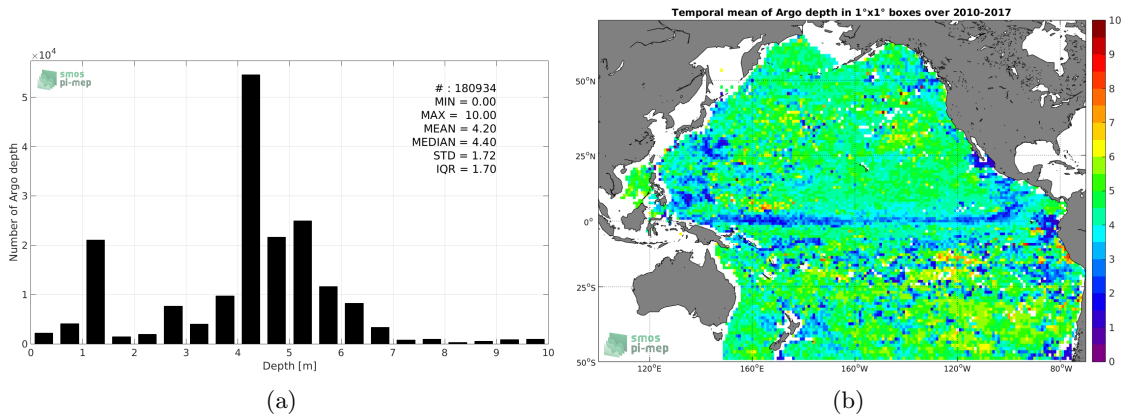 ×10⁴
smos
pi-mep
# : 180934
MIN = 0.00
MAX = 10.00
MEAN = 4.20
MEDIAN = 4.40
STD = 1.72
IQR = 1.70
5
4
3
2
1
0
Number of Argo depth
0 1 2 3 4 5 6 7 8 9 10
Depth [m]
(a)
Temporal mean of Argo depth in 1°x1° boxes over 2010-2017
50°N
25°N
0°
25°S
50°S
120°E 160°E 160°W 120°W 80°W
smos
pi-mep
10
9
8
7
6
5
4
3
2
1
0
(b)